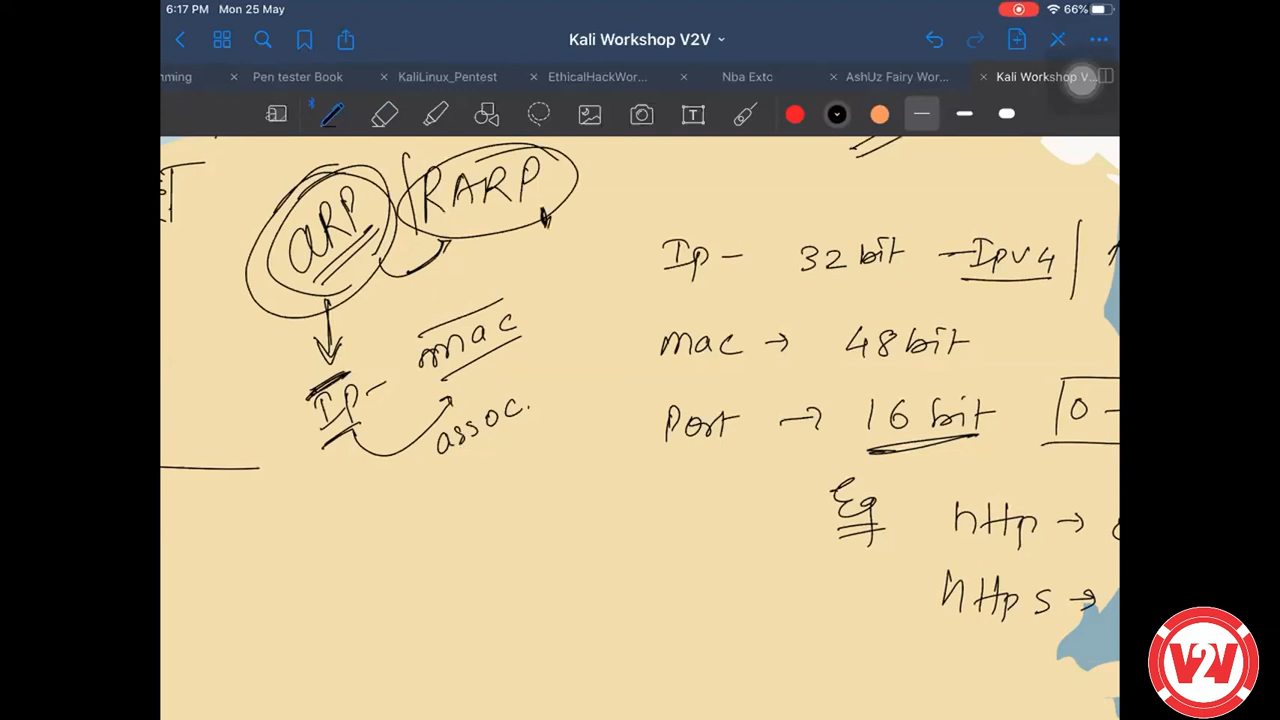 6:17 PM Mon 25 May
66%
Kali Workshop V2V
mming
Pen tester Book
KaliLinux_Pentest
EthicalHackWor...
Nba Extc
AshUz Fairy Wor...
Kali Workshop V...
T
aRP
RARP
Ip - 32 bit - IPv4
mac
mac → 48 bit
Ip -
assoc.
Port → 16 bit 0 -
Eg
http →
https →
V2V